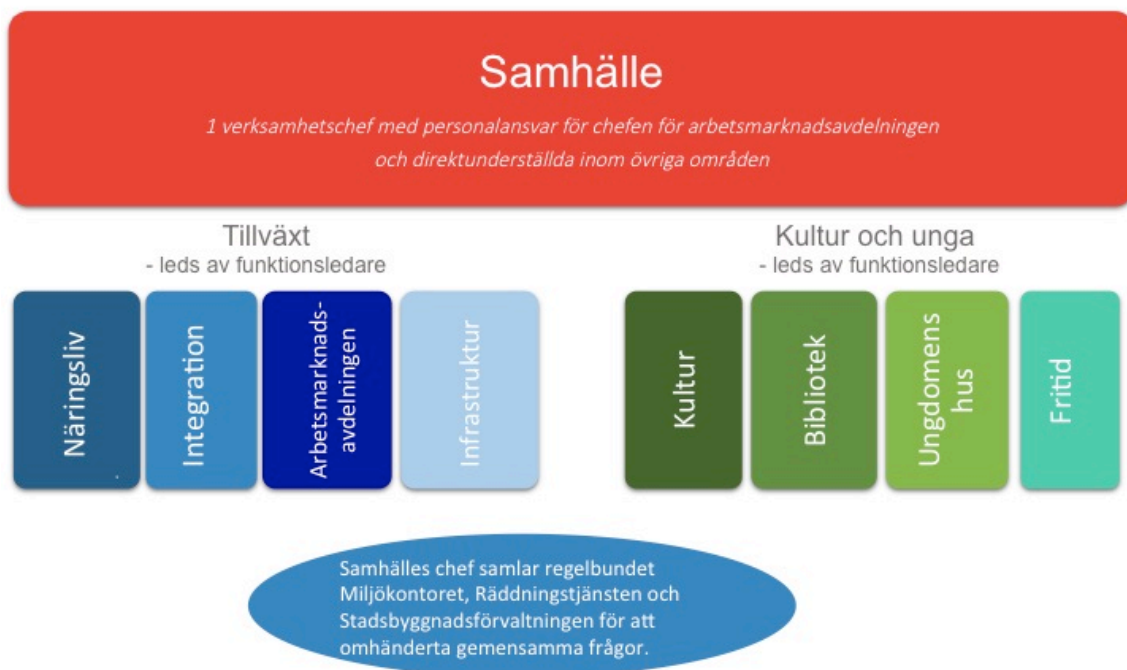 Samhälle
1 verksamhetschef med personalansvar för chefen för arbetsmarknadsavdelningen
och direktunderställda inom övriga områden
Tillväxt
- leds av funktionsledare
Kultur och unga
- leds av funktionsledare
Näringsliv
Integration
Arbetsmarknads-
avdelningen
Infrastruktur
Kultur
Bibliotek
Ungdomens
hus
Fritid
Samhälles chef samlar regelbundet
Miljökontoret, Räddningstjänsten och
Stadsbyggnadsförvaltningen för att
omhänderta gemensamma frågor.